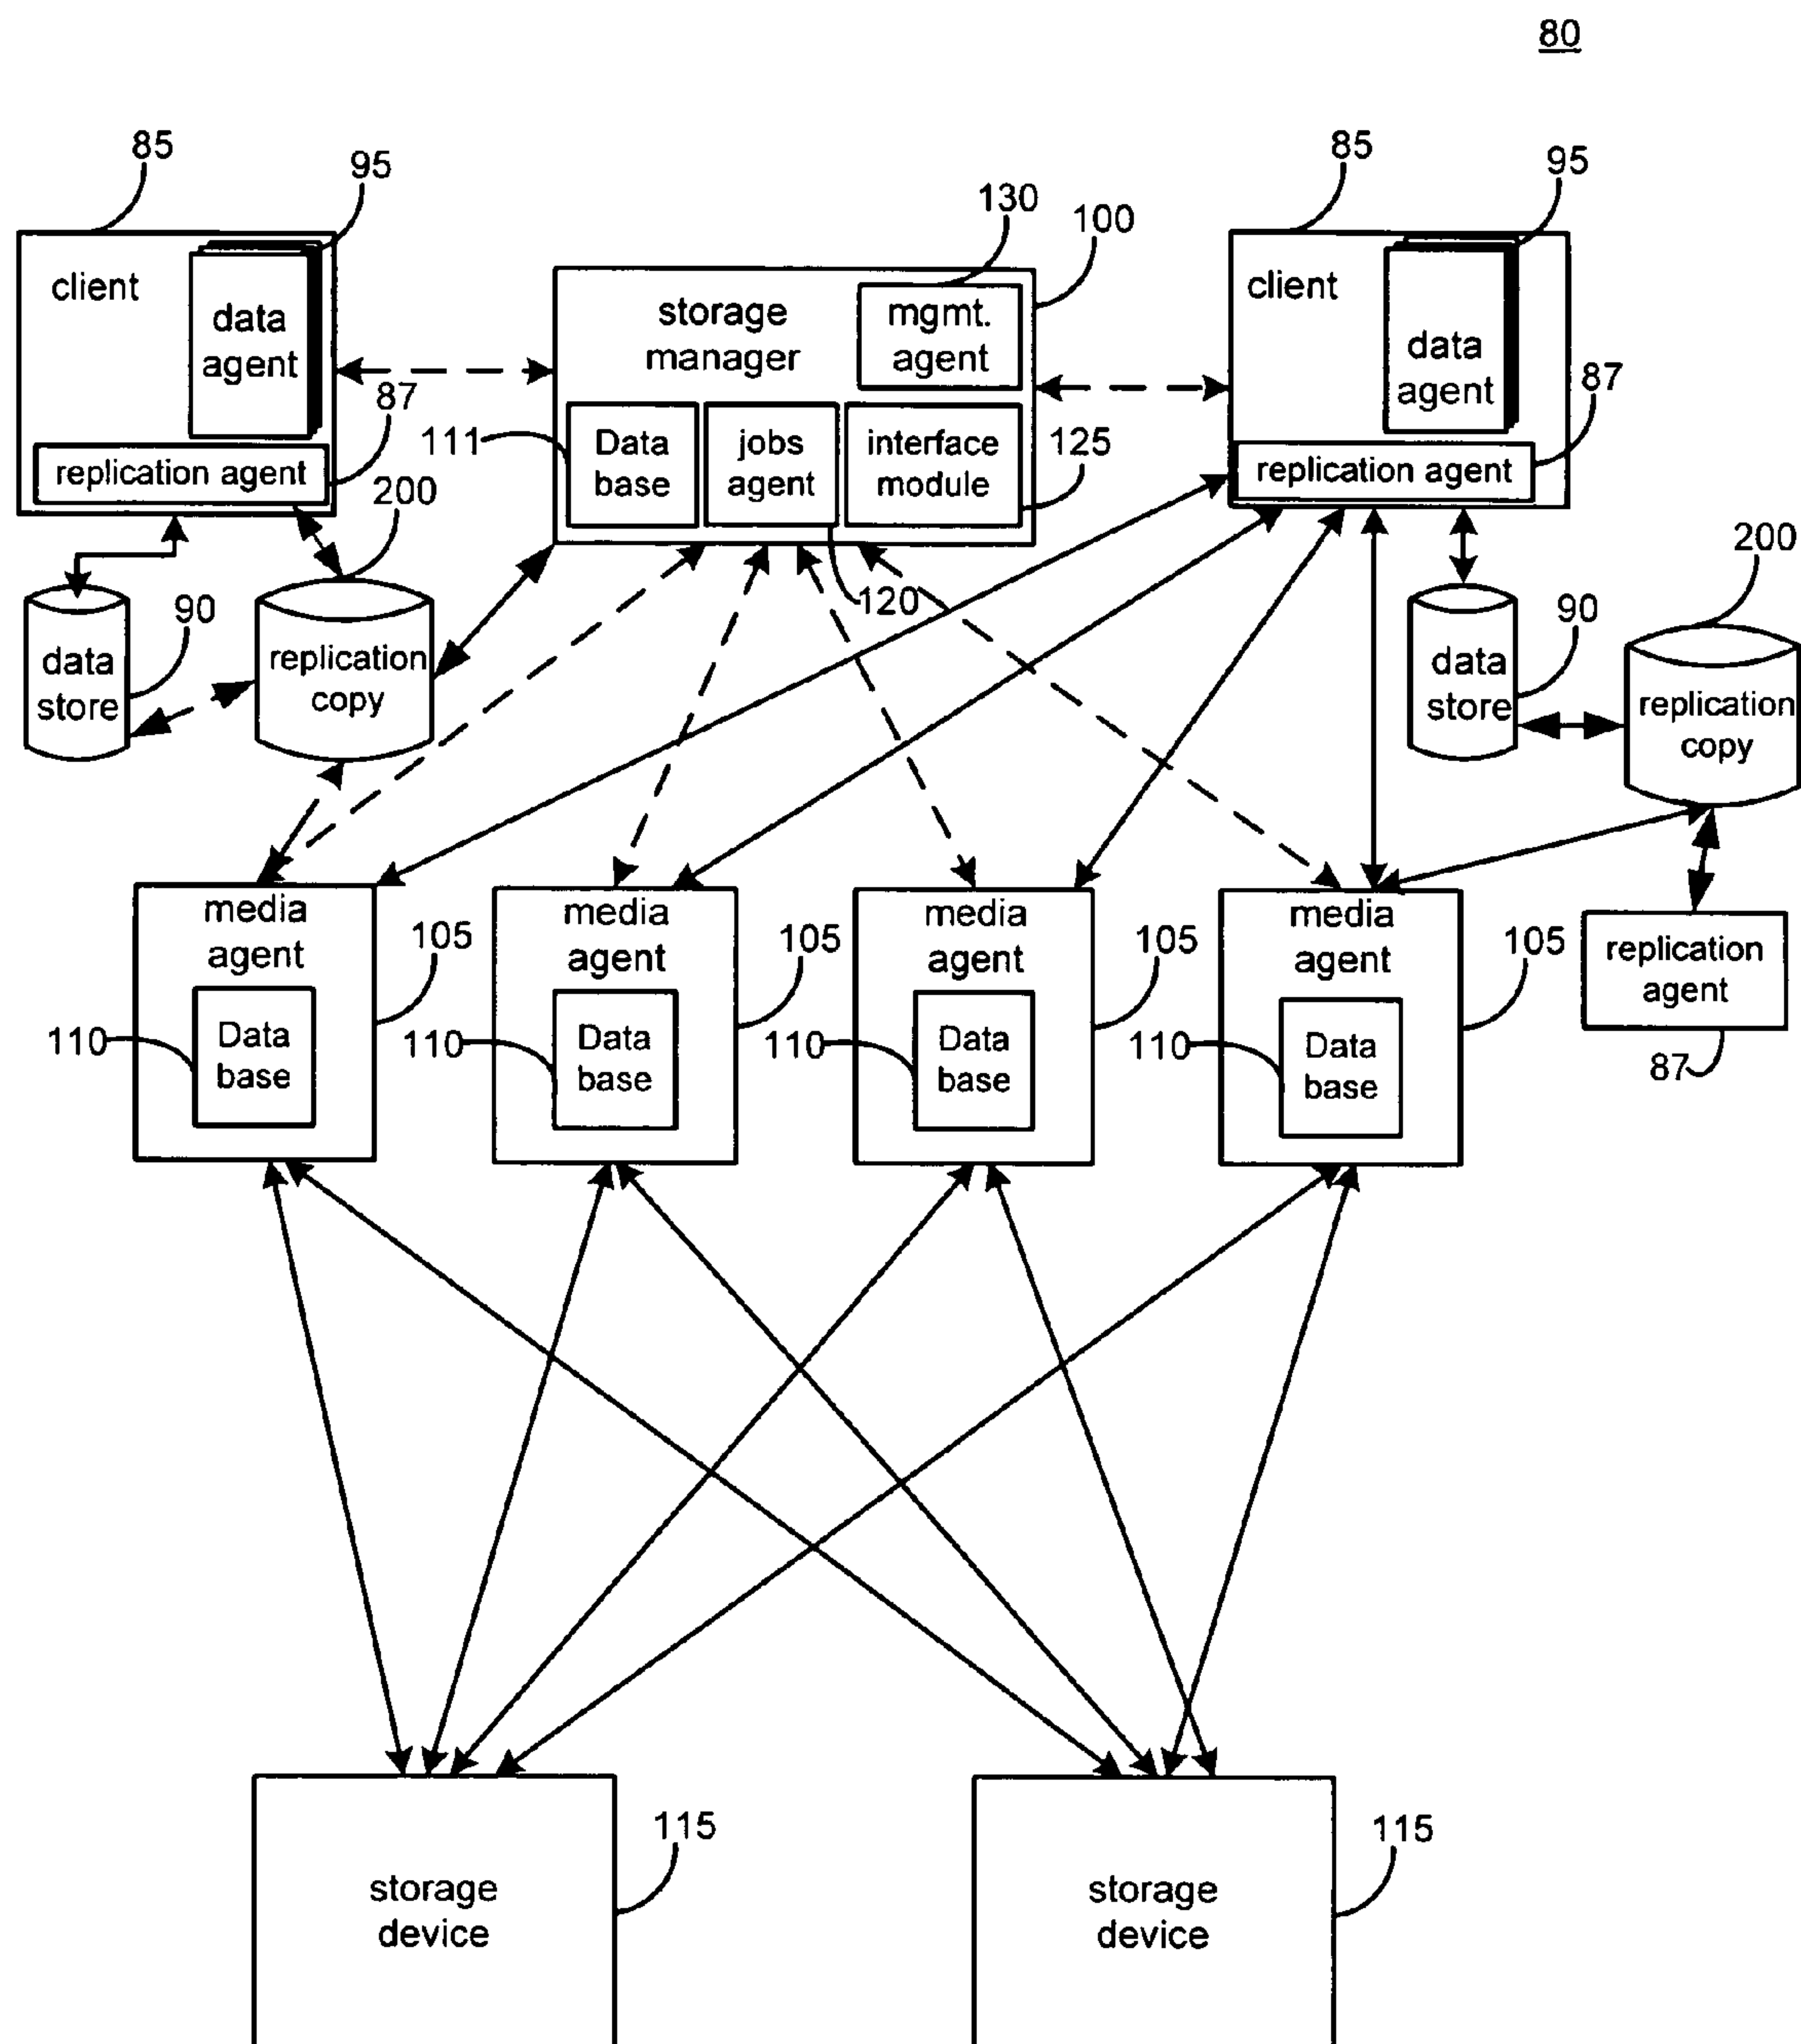 80
85
95
130
100
85
95
client
data
agent
storage
manager
mgmt.
agent
client
data
agent
87
87
111
Data
base
jobs
agent
interface
module
125
replication agent
replication agent
200
200
120
90
data
store
replication
copy
90
data
store
replication
copy
media
agent
105
media
agent
105
media
agent
105
media
agent
105
replication
agent
110
Data
base
110
Data
base
110
Data
base
110
Data
base
87
115
storage
device
115
storage
device